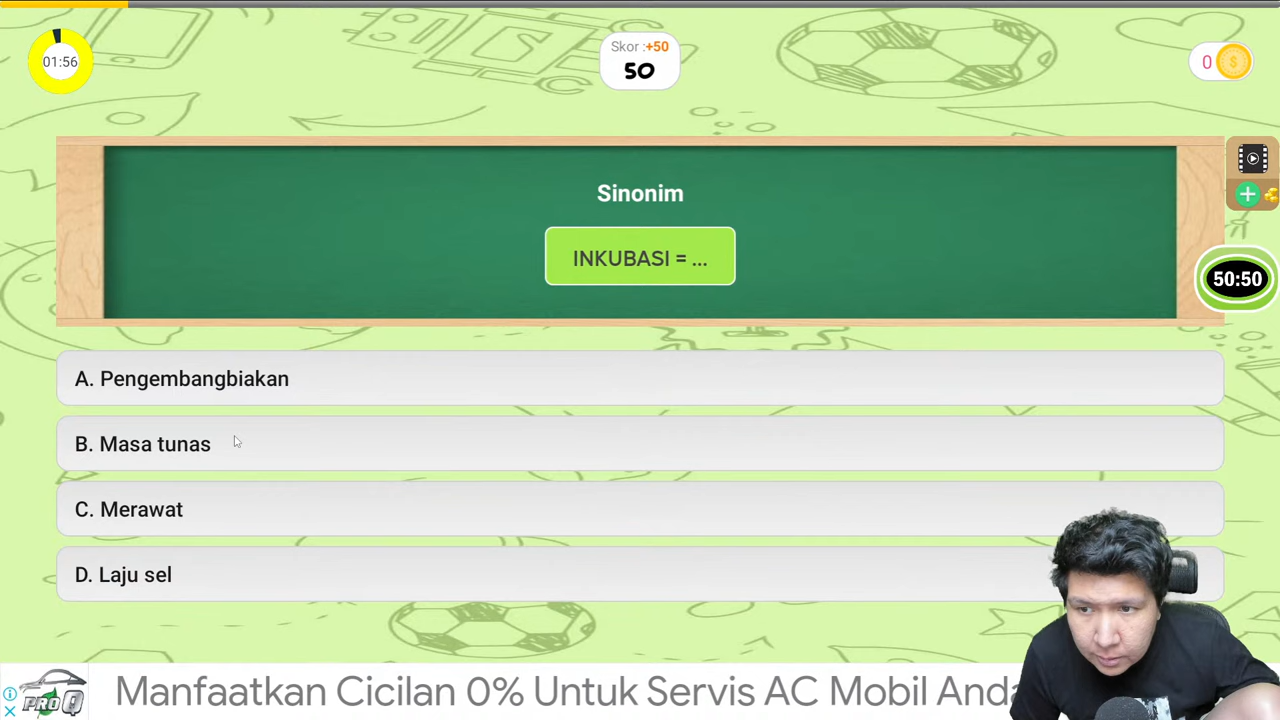 01:56
Skor :+50
50
0
Sinonim
INKUBASI = ...
50:50
A. Pengembangbiakan
B. Masa tunas
C. Merawat
D. Laju sel
PRO Q
Manfaatkan Cicilan 0% Untuk Servis AC Mobil Anda